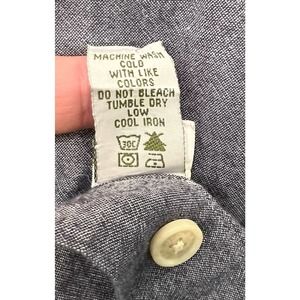 MACHINE WASH
COLD
WITH LIKE
COLORS
DO NOT BLEACH
TUMBLE DRY
LOW
COOL IRON
30C